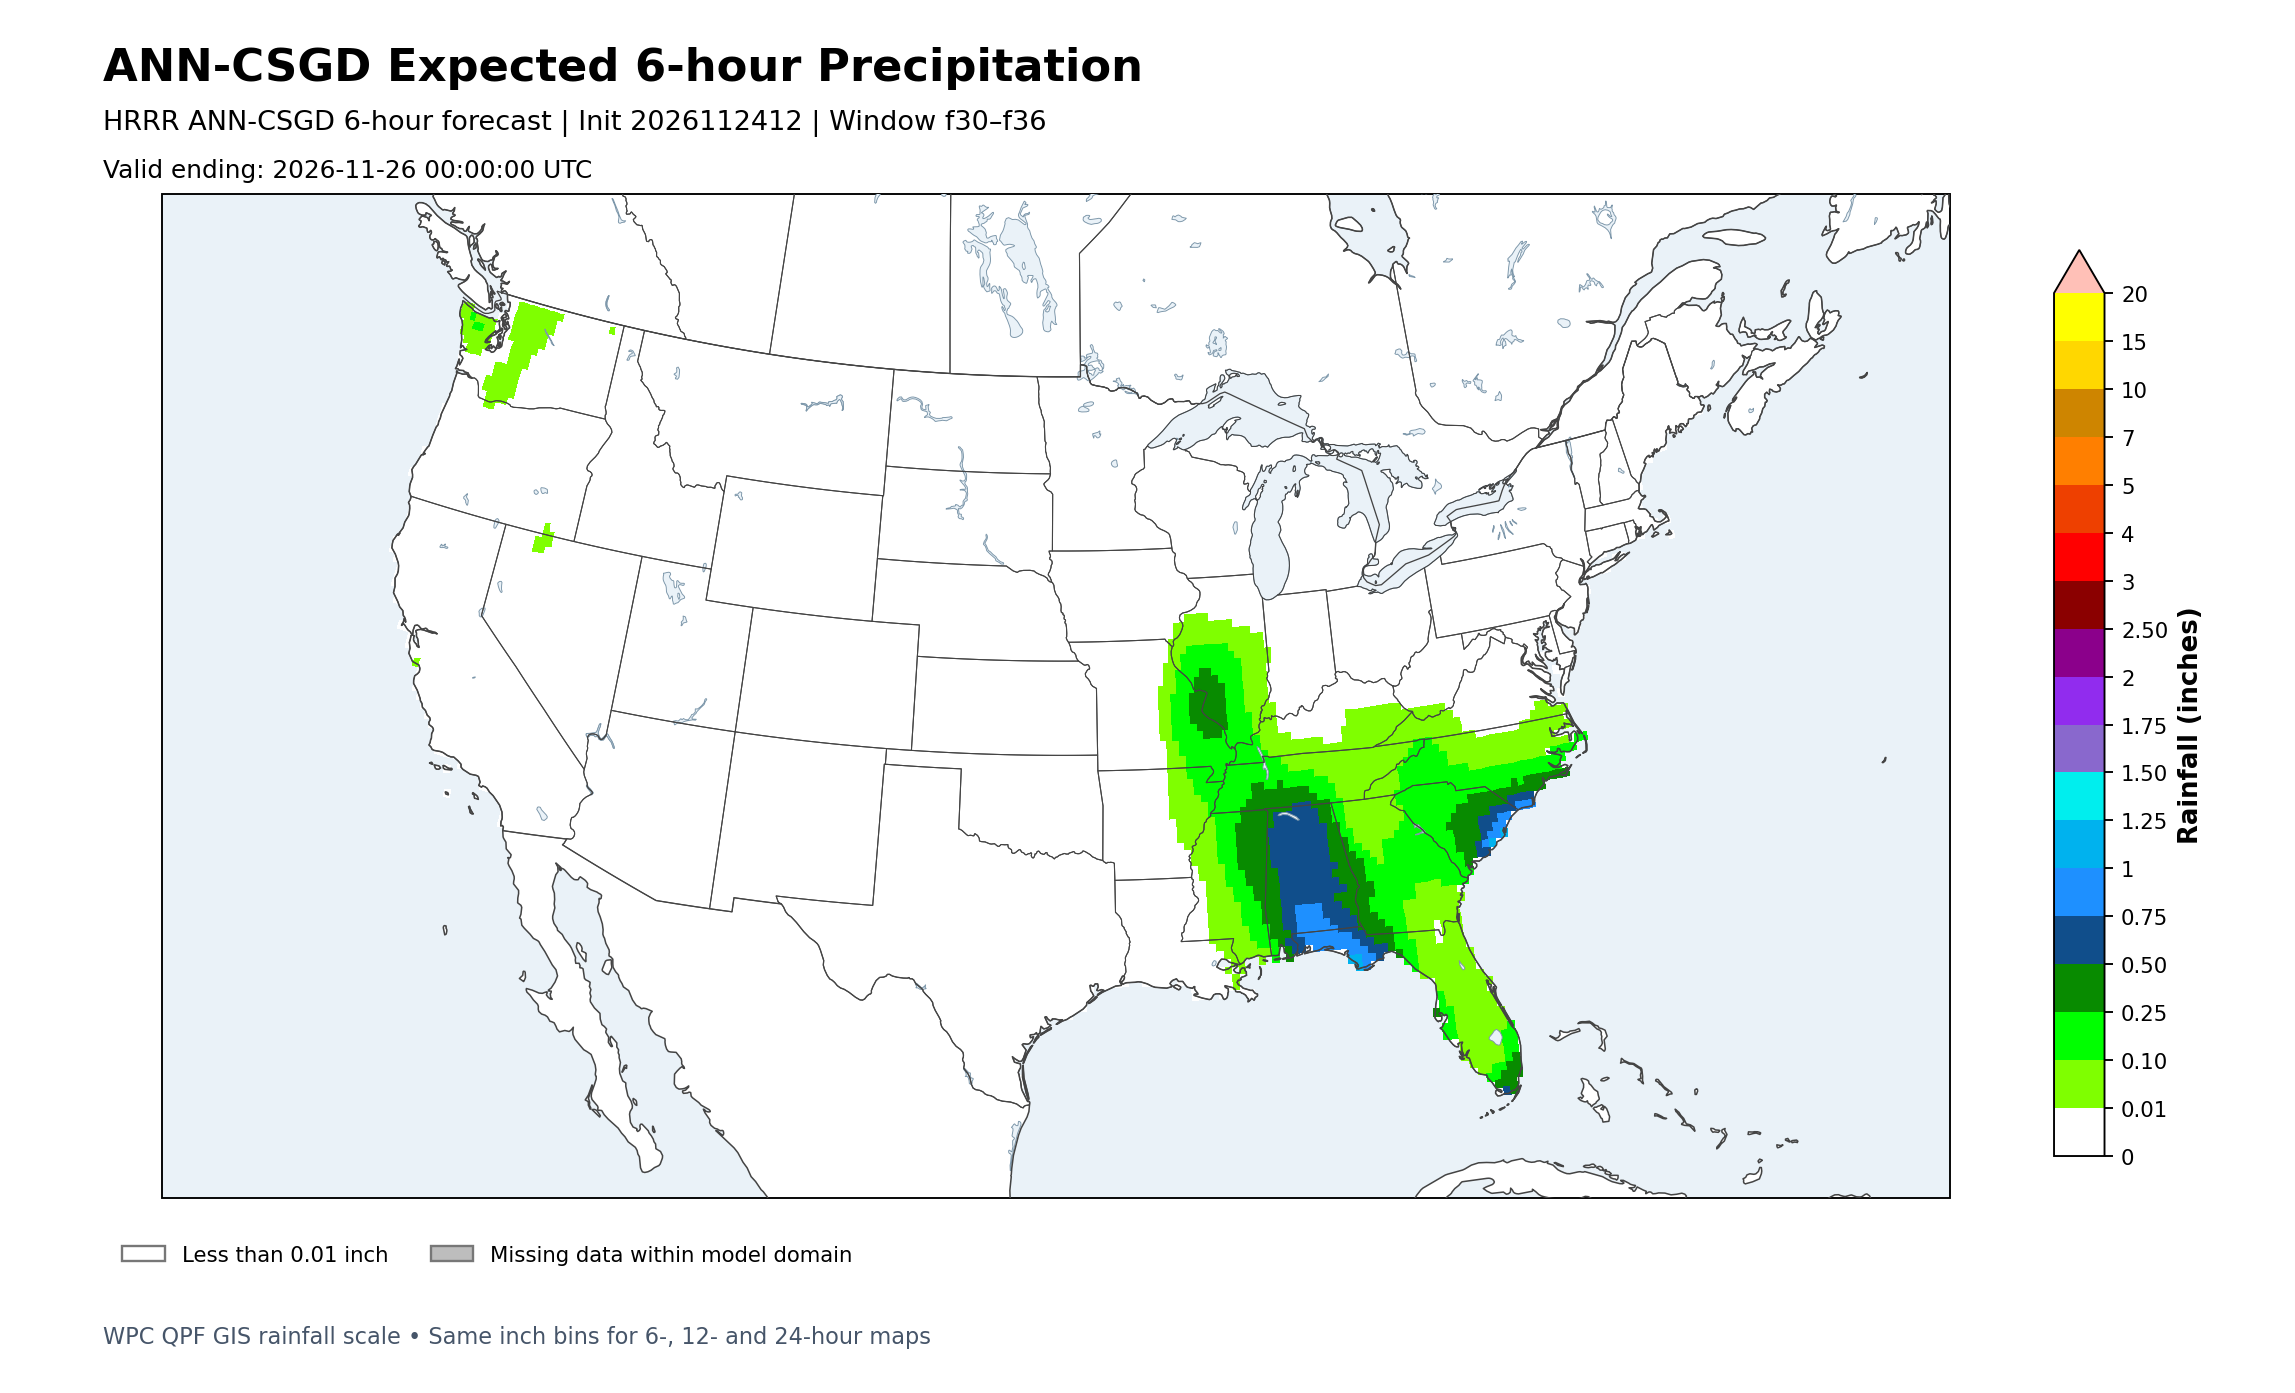 ANN-CSGD Expected 6-hour Precipitation
HRRR ANN-CSGD 6-hour forecast | Init 2026112412 | Window f30–f36
Valid ending: 2026-11-26 00:00:00 UTC
20
15
10
7
5
4
3
2.50
2
1.75
1.50
1.25
1
0.75
0.50
0.25
0.10
0.01
0
Rainfall (inches)
Less than 0.01 inch
Missing data within model domain
WPC QPF GIS rainfall scale • Same inch bins for 6-, 12- and 24-hour maps